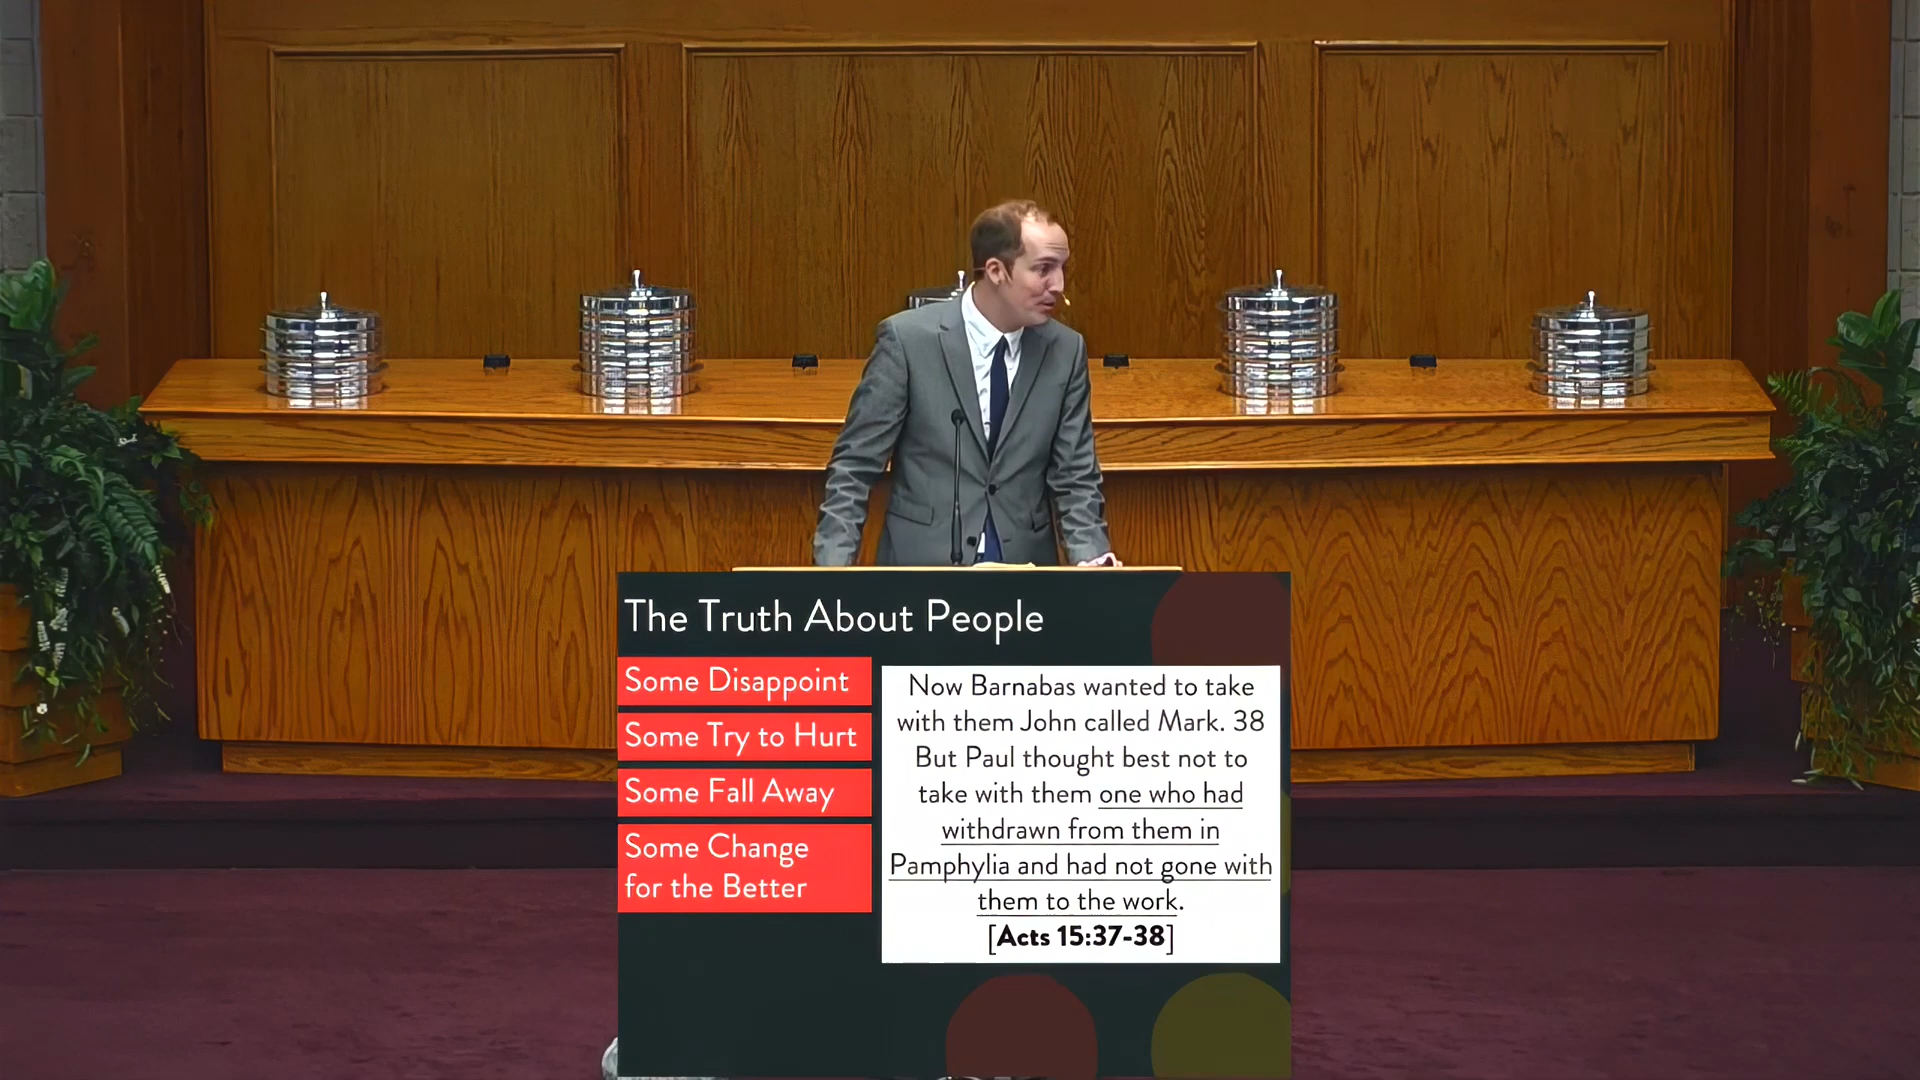 The Truth About People
Some Disappoint
Some Try to Hurt
Some Fall Away
Some Change
for the Better
Now Barnabas wanted to take
with them John called Mark. 38
But Paul thought best not to
take with them one who had
withdrawn from them in
Pamphylia and had not gone with
them to the work.
[Acts 15:37-38]